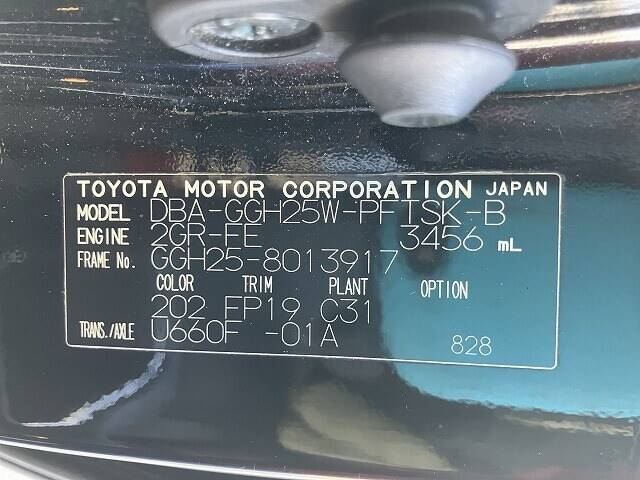 TOYOTA MOTOR CORPORATION JAPAN
MODEL DBA-GGH25W-PFTSK-B
ENGINE 2GR-FE 3456 mL
FRAME No. GGH25-8013917
COLOR TRIM PLANT OPTION
202 FP19 C31
TRANS./AXLE U660F -01A 828